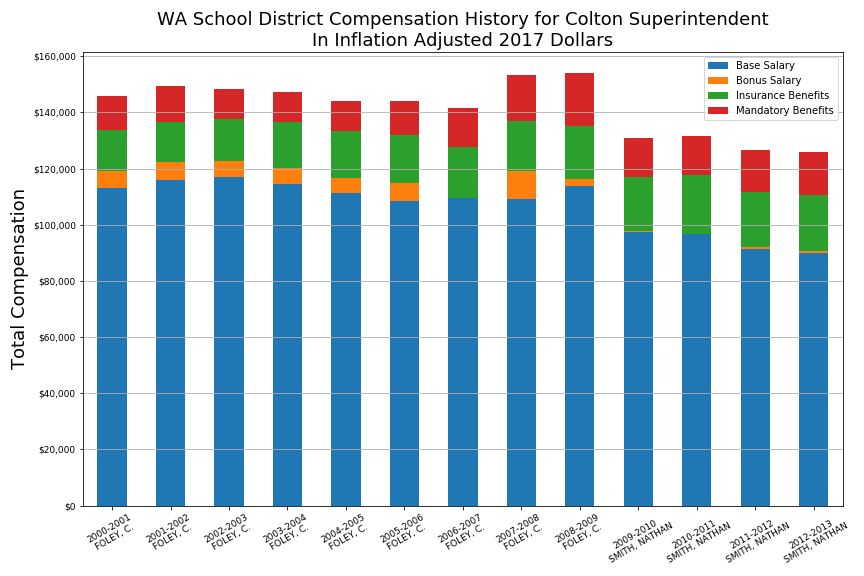 WA School District Compensation History for Colton Superintendent
In Inflation Adjusted 2017 Dollars
Total Compensation
$160,000
$140,000
$120,000
$100,000
$80,000
$60,000
$40,000
$20,000
$0
Base Salary
Bonus Salary
Insurance Benefits
Mandatory Benefits
2000-2001
FOLEY, C.
2001-2002
FOLEY, C.
2002-2003
FOLEY, C.
2003-2004
FOLEY, C.
2004-2005
FOLEY, C.
2005-2006
FOLEY, C.
2006-2007
FOLEY, C.
2007-2008
FOLEY, C.
2008-2009
FOLEY, C.
2009-2010
SMITH, NATHAN
2010-2011
SMITH, NATHAN
2011-2012
SMITH, NATHAN
2012-2013
SMITH, NATHAN